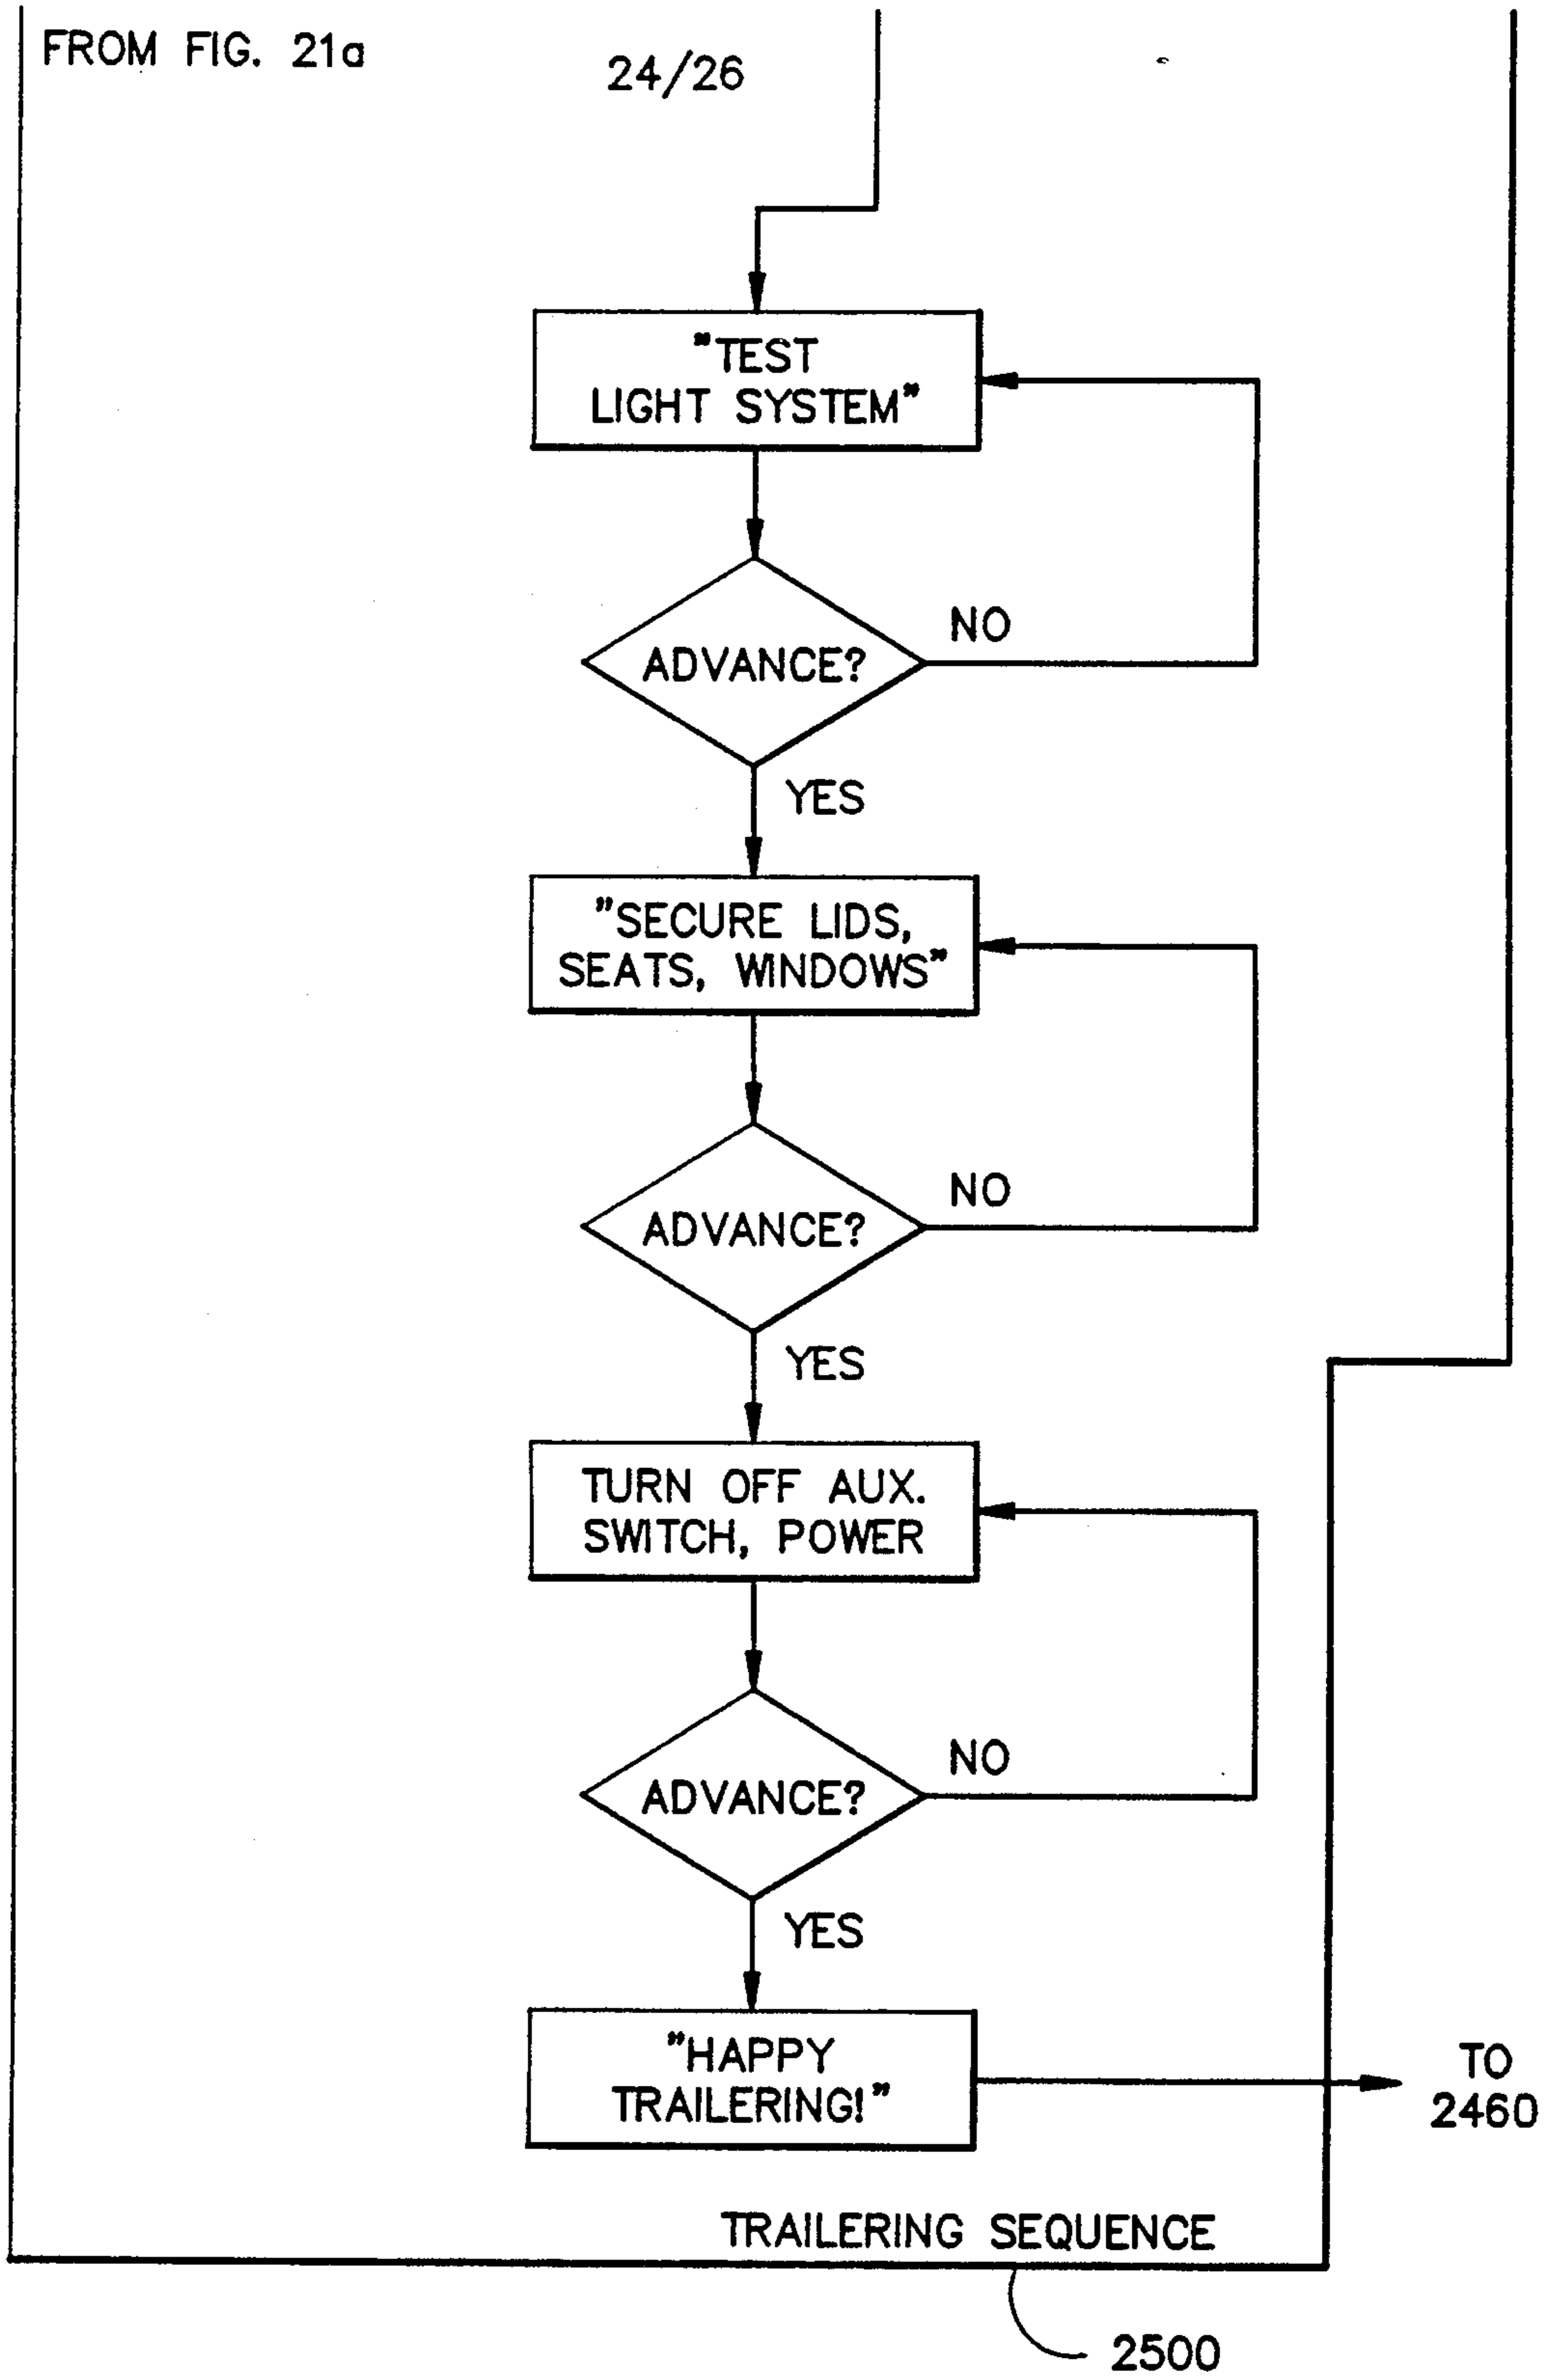 FROM FIG. 21a
24/26
"TEST
LIGHT SYSTEM"
NO
ADVANCE?
YES
"SECURE LIDS,
SEATS, WINDOWS"
NO
ADVANCE?
YES
TURN OFF AUX.
SWITCH, POWER
NO
ADVANCE?
YES
"HAPPY
TRAILERING!"
TO
2460
TRAILERING SEQUENCE
2500